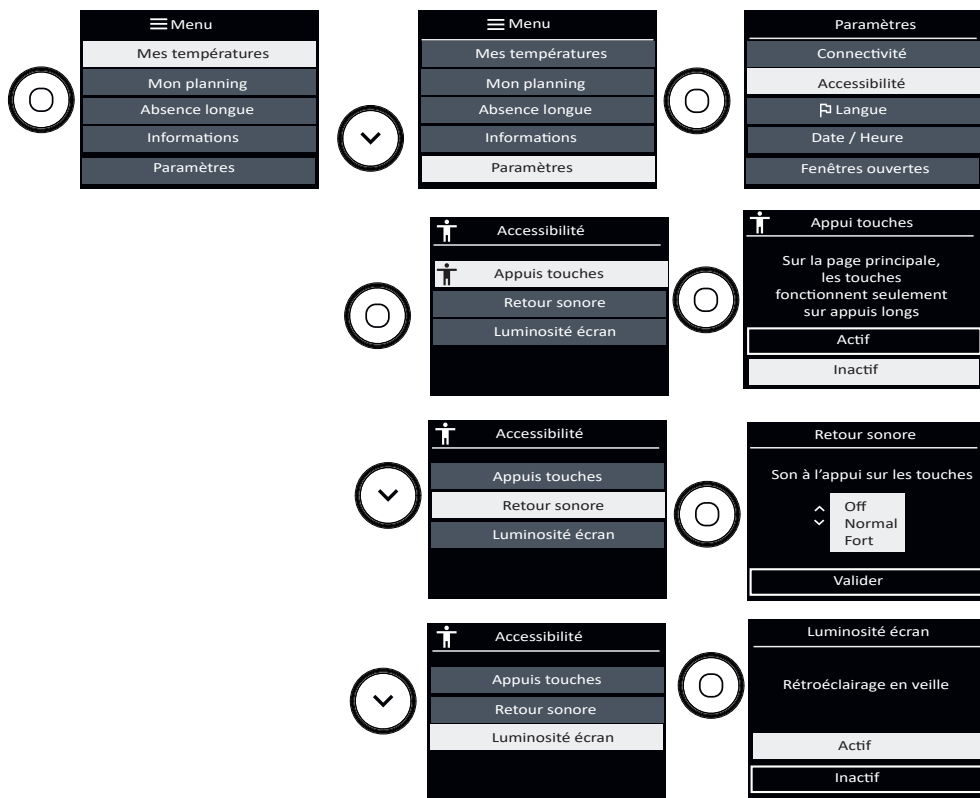 Menu
Mes températures
Mon planning
Absence longue
Informations
Paramètres
Menu
Mes températures
Mon planning
Absence longue
Informations
Paramètres
Paramètres
Connectivité
Accessibilité
Langue
Date / Heure
Fenêtres ouvertes
Accessibilité
Appuis touches
Retour sonore
Luminosité écran
Appui touches
Sur la page principale,
les touches
fonctionnent seulement
sur appuis longs
Actif
Inactif
Accessibilité
Appuis touches
Retour sonore
Luminosité écran
Retour sonore
Son à l’appui sur les touches
Off
Normal
Fort
Valider
Accessibilité
Appuis touches
Retour sonore
Luminosité écran
Luminosité écran
Rétroéclairage en veille
Actif
Inactif